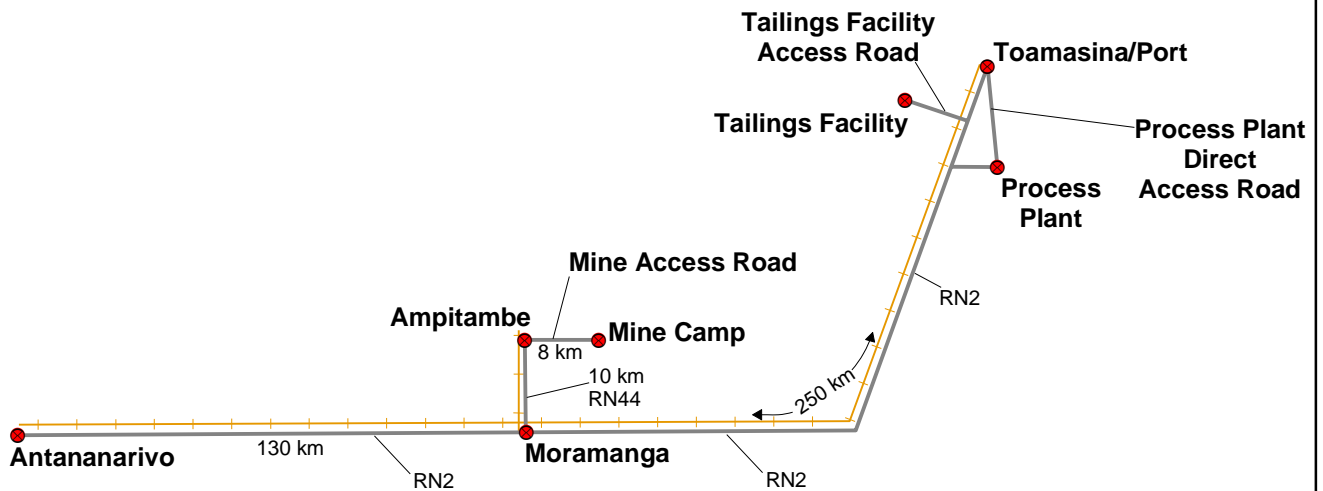 Tailings Facility
Access Road
Toamasina/Port
Tailings Facility
Process Plant
Direct
Access Road
Process
Plant
Mine Access Road
RN2
Ampitambe
Mine Camp
8 km
10 km
RN44
250 km
130 km
Antananarivo
Moramanga
RN2
RN2